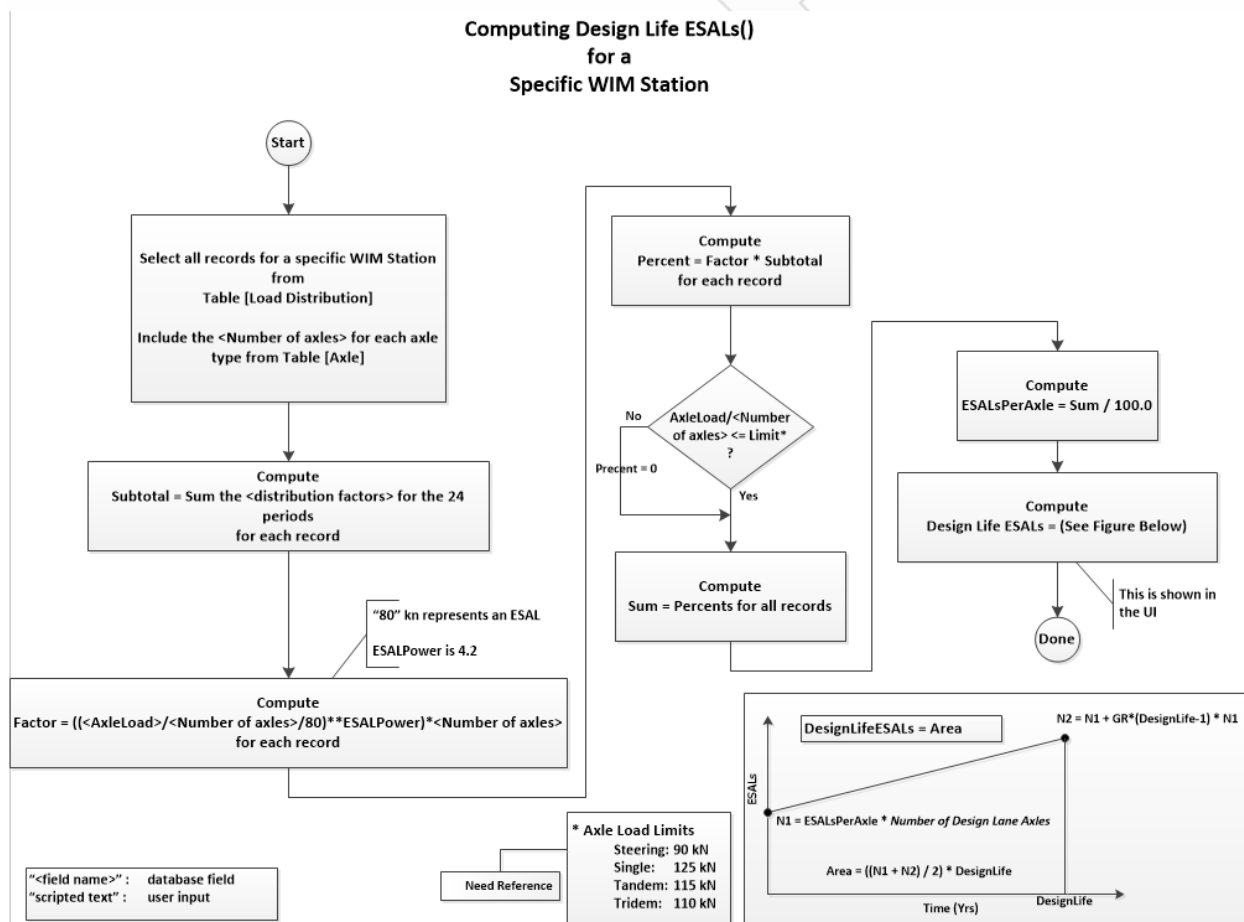 Computing Design Life ESALs()
for a
Specific WIM Station
Start
Select all records for a specific WIM Station
from
Table [Load Distribution]
Include the <Number of axles> for each axle
type from Table [Axle]
Compute
Subtotal = Sum the <distribution factors> for the 24
periods
for each record
"80" kn represents an ESAL
ESALPower is 4.2
Compute
Factor = ((<AxleLoad>/<Number of axles>/80)**ESALPower)*<Number of axles>
for each record
Compute
Percent = Factor * Subtotal
for each record
No
AxleLoad/<Number
of axles> <= Limit*
?
Precent = 0
Yes
Compute
Sum = Percents for all records
Compute
ESALsPerAxle = Sum / 100.0
Compute
Design Life ESALs = (See Figure Below)
This is shown in
the UI
Done
"<field name>" : database field
"scripted text" : user input
Need Reference
* Axle Load Limits
Steering: 90 kN
Single: 125 kN
Tandem: 115 kN
Tridem: 110 kN
DesignLifeESALs = Area
N2 = N1 + GR*(DesignLife-1) * N1
ESALs
N1 = ESALsPerAxle * Number of Design Lane Axles
Area = ((N1 + N2) / 2) * DesignLife
DesignLife
Time (Yrs)